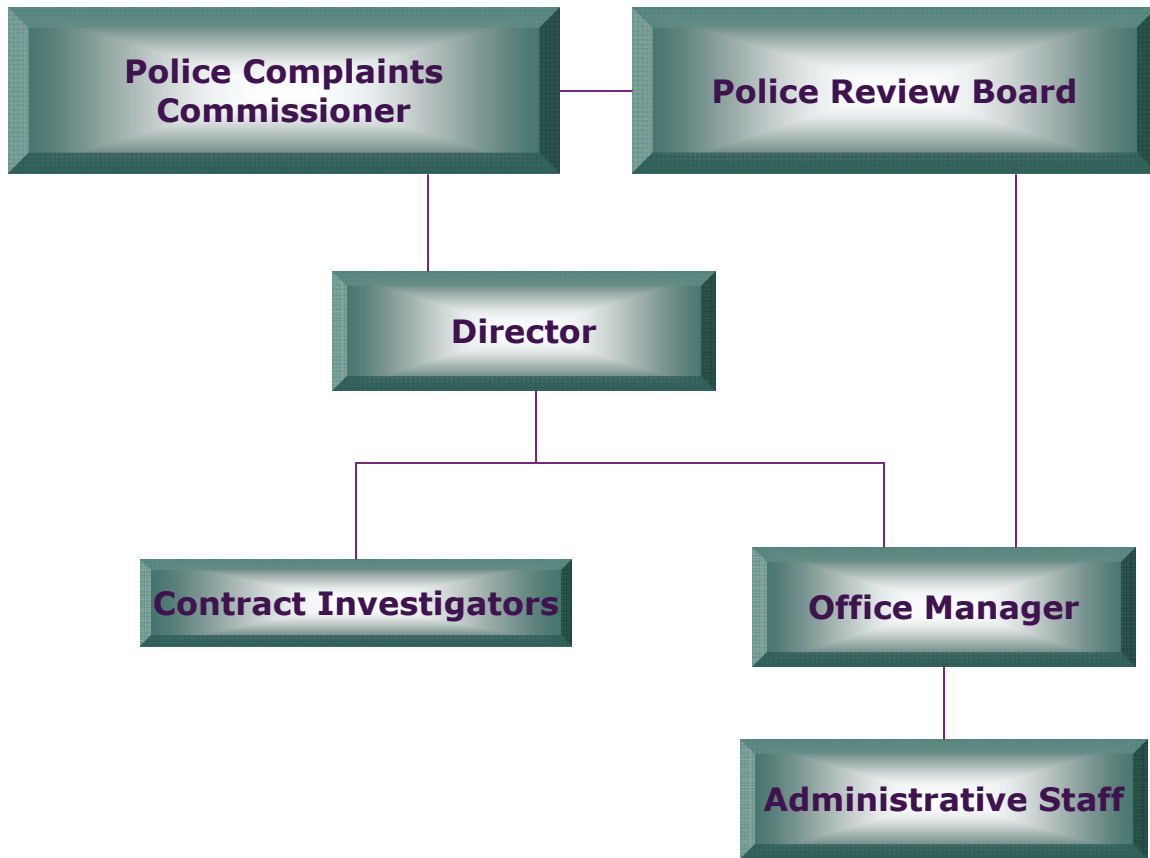 Police Complaints
Commissioner
Police Review Board
Director
Contract Investigators
Office Manager
Administrative Staff